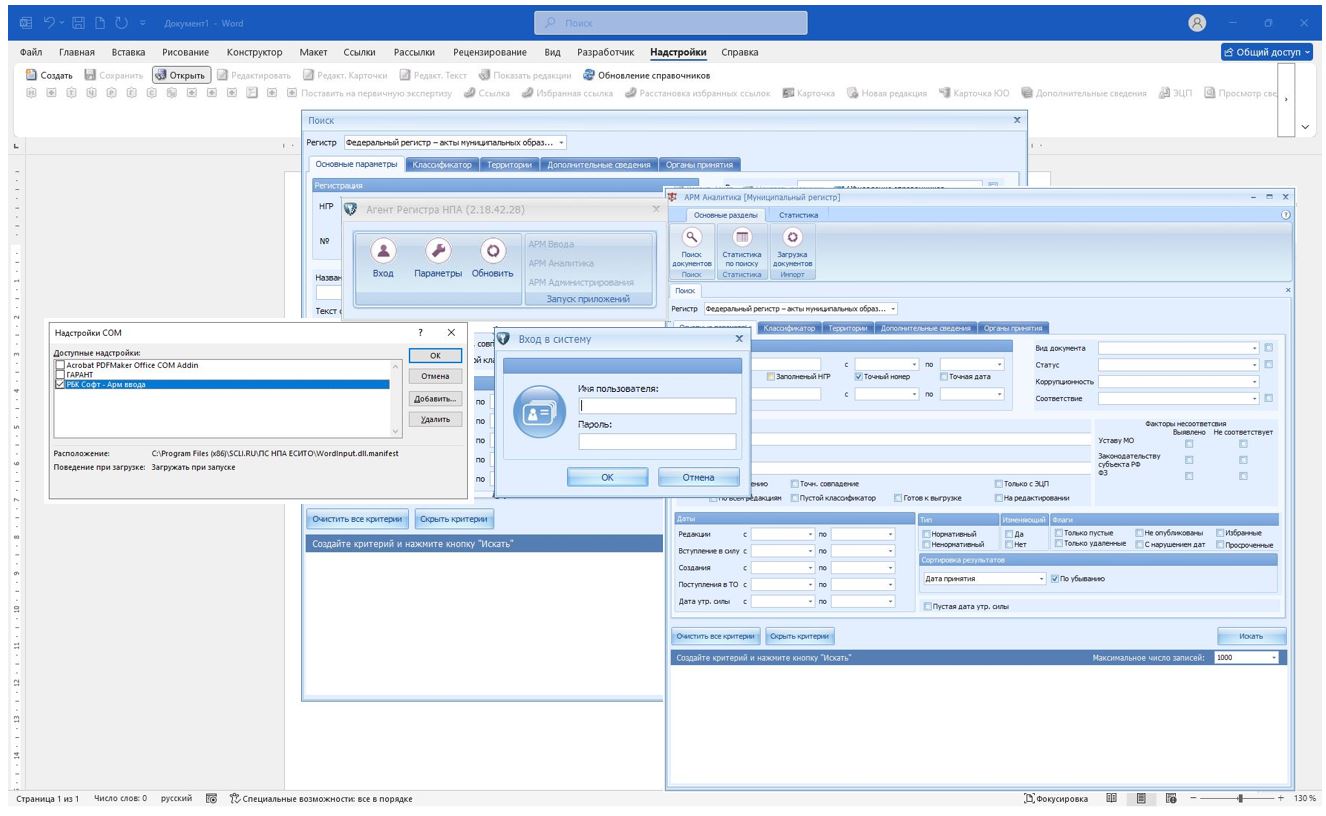 Документ1 - Word
Поиск
Файл Главная Вставка Рисование Конструктор Макет Ссылки Рассылки Рецензирование Вид Разработчик Надстройки Справка
Общий доступ
Создать Сохранить Открыть Редактировать Редакт. Карточки Редакт. Текст Показать редакции Обновление справочников
Поставить на первичную экспертизу Ссылка Избранная ссылка Расстановка избранных ссылок Карточка Новая редакция Карточка ЮО Дополнительные сведения ЭЦП Просмотр све
Поиск
Регистр Федеральный регистр – акты муниципальных образ...
Основные параметры Классификатор Территории Дополнительные сведения Органы принятия
Регистрация
НГР
№
Назван
Текст с
Агент Регистра НПА (2.18.42.28)
Вход Параметры Обновить
АРМ Ввода
АРМ Аналитика
АРМ Администрирования
Запуск приложений
Надстройки COM
Доступные надстройки:
Acrobat PDFMaker Office COM Addin
ГАРАНТ
РБК Софт - Арм ввода
ОК
Отмена
Добавить...
Удалить
Расположение: C:\Program Files (x86)\SCLI.RU\ПС НПА ЕСИТО\WordInput.dll.manifest
Поведение при загрузке: Загружать при запуске
совп
й кла
по
по
по
по
по
Вход в систему
Имя пользователя:
Пароль:
ОК Отмена
Очистить все критерии Скрыть критерии
Создайте критерий и нажмите кнопку "Искать"
АРМ Аналитика [Муниципальный регистр]
Основные разделы Статистика
Поиск документов Статистика по поиску Загрузка документов
Поиск Статистика Импорт
Поиск
Регистр Федеральный регистр – акты муниципальных образ...
Классификатор Территории Дополнительные сведения Органы принятия
с по
Заполненый НГР Точный номер Точная дата
с по
Вид документа
Статус
Коррупционность
Соответствие
Факторы несоответсвия
Выявлено Не соответствует
Уставу МО
Законодательству субъекта РФ
ФЗ
ению Точн. совпадение Только с ЭЦП
По всем редакциям Пустой классификатор Готов к выгрузке На редактировании
Даты
Редакции с по
Вступление в силу с по
Создания с по
Поступления в ТО с по
Дата утр. силы с по
Тип Изменяющий Флаги
Нормативный Да Только пустые Не опубликованы Избранные
Ненормативный Нет Только удаленные С нарушением дат Просроченные
Сортировка результатов
Дата принятия По убыванию
Пустая дата утр. силы
Очистить все критерии Скрыть критерии Искать
Создайте критерий и нажмите кнопку "Искать" Максимальное число записей: 1000
Страница 1 из 1 Число слов: 0 русский Специальные возможности: все в порядке Фокусировка 130 %